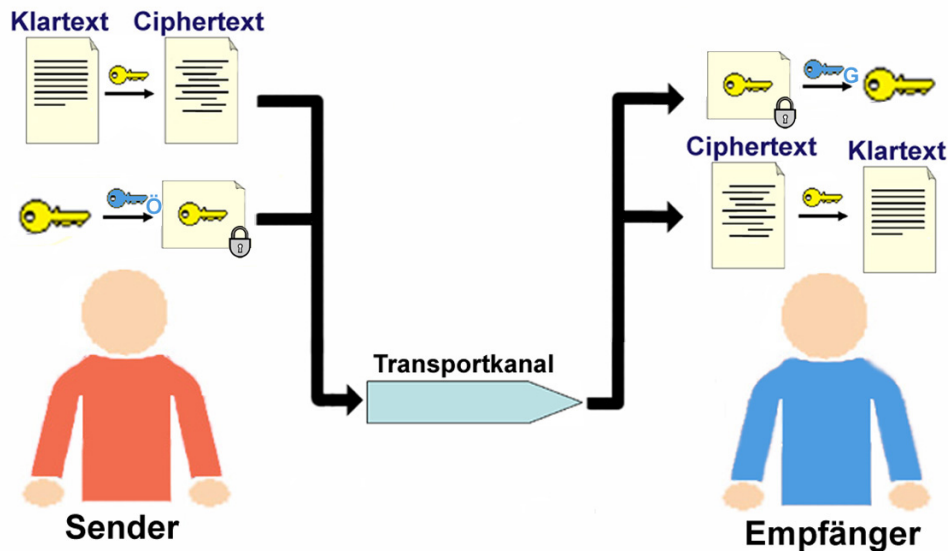 Klartext Ciphertext
G
Ciphertext Klartext
Ö
Transportkanal
Sender
Empfänger